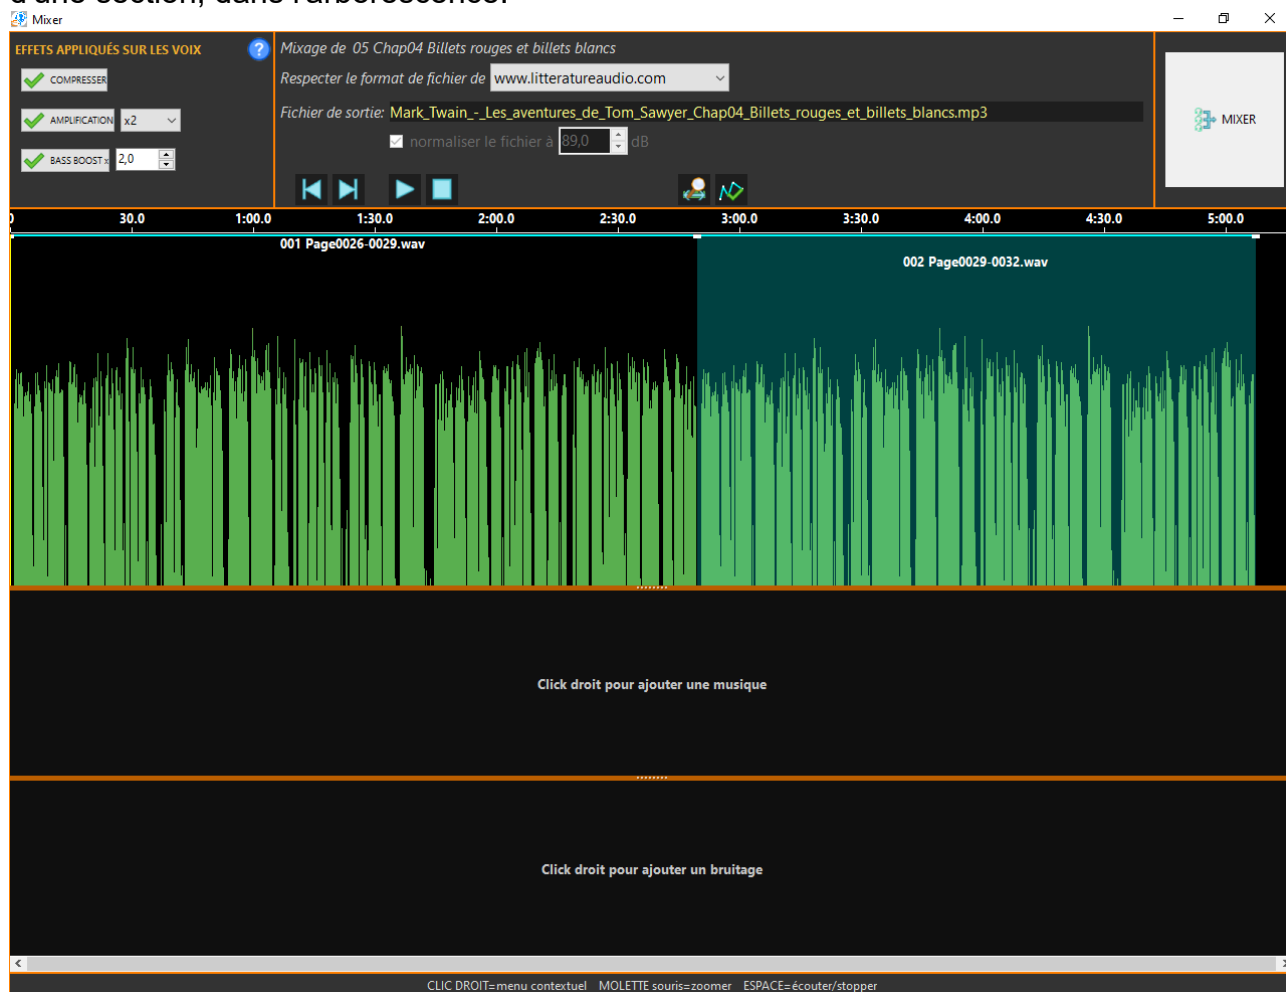 d'une section, dans l'arborescence.
Mixer
EFFETS APPLIQUÉS SUR LES VOIX
?
COMPRESSER
AMPLIFICATION x2
BASS BOOST x 2,0
Mixage de 05 Chap04 Billets rouges et billets blancs
Respecter le format de fichier de www.litteratureaudio.com
Fichier de sortie: Mark_Twain_-_Les_aventures_de_Tom_Sawyer_Chap04_Billets_rouges_et_billets_blancs.mp3
normaliser le fichier à 89,0 dB
MIXER
30.0 1:00.0 1:30.0 2:00.0 2:30.0 3:00.0 3:30.0 4:00.0 4:30.0 5:00.0
001 Page0026-0029.wav
002 Page0029-0032.wav
Click droit pour ajouter une musique
Click droit pour ajouter un bruitage
CLIC DROIT=menu contextuel MOLETTE souris=zoomer ESPACE=écouter/stopper